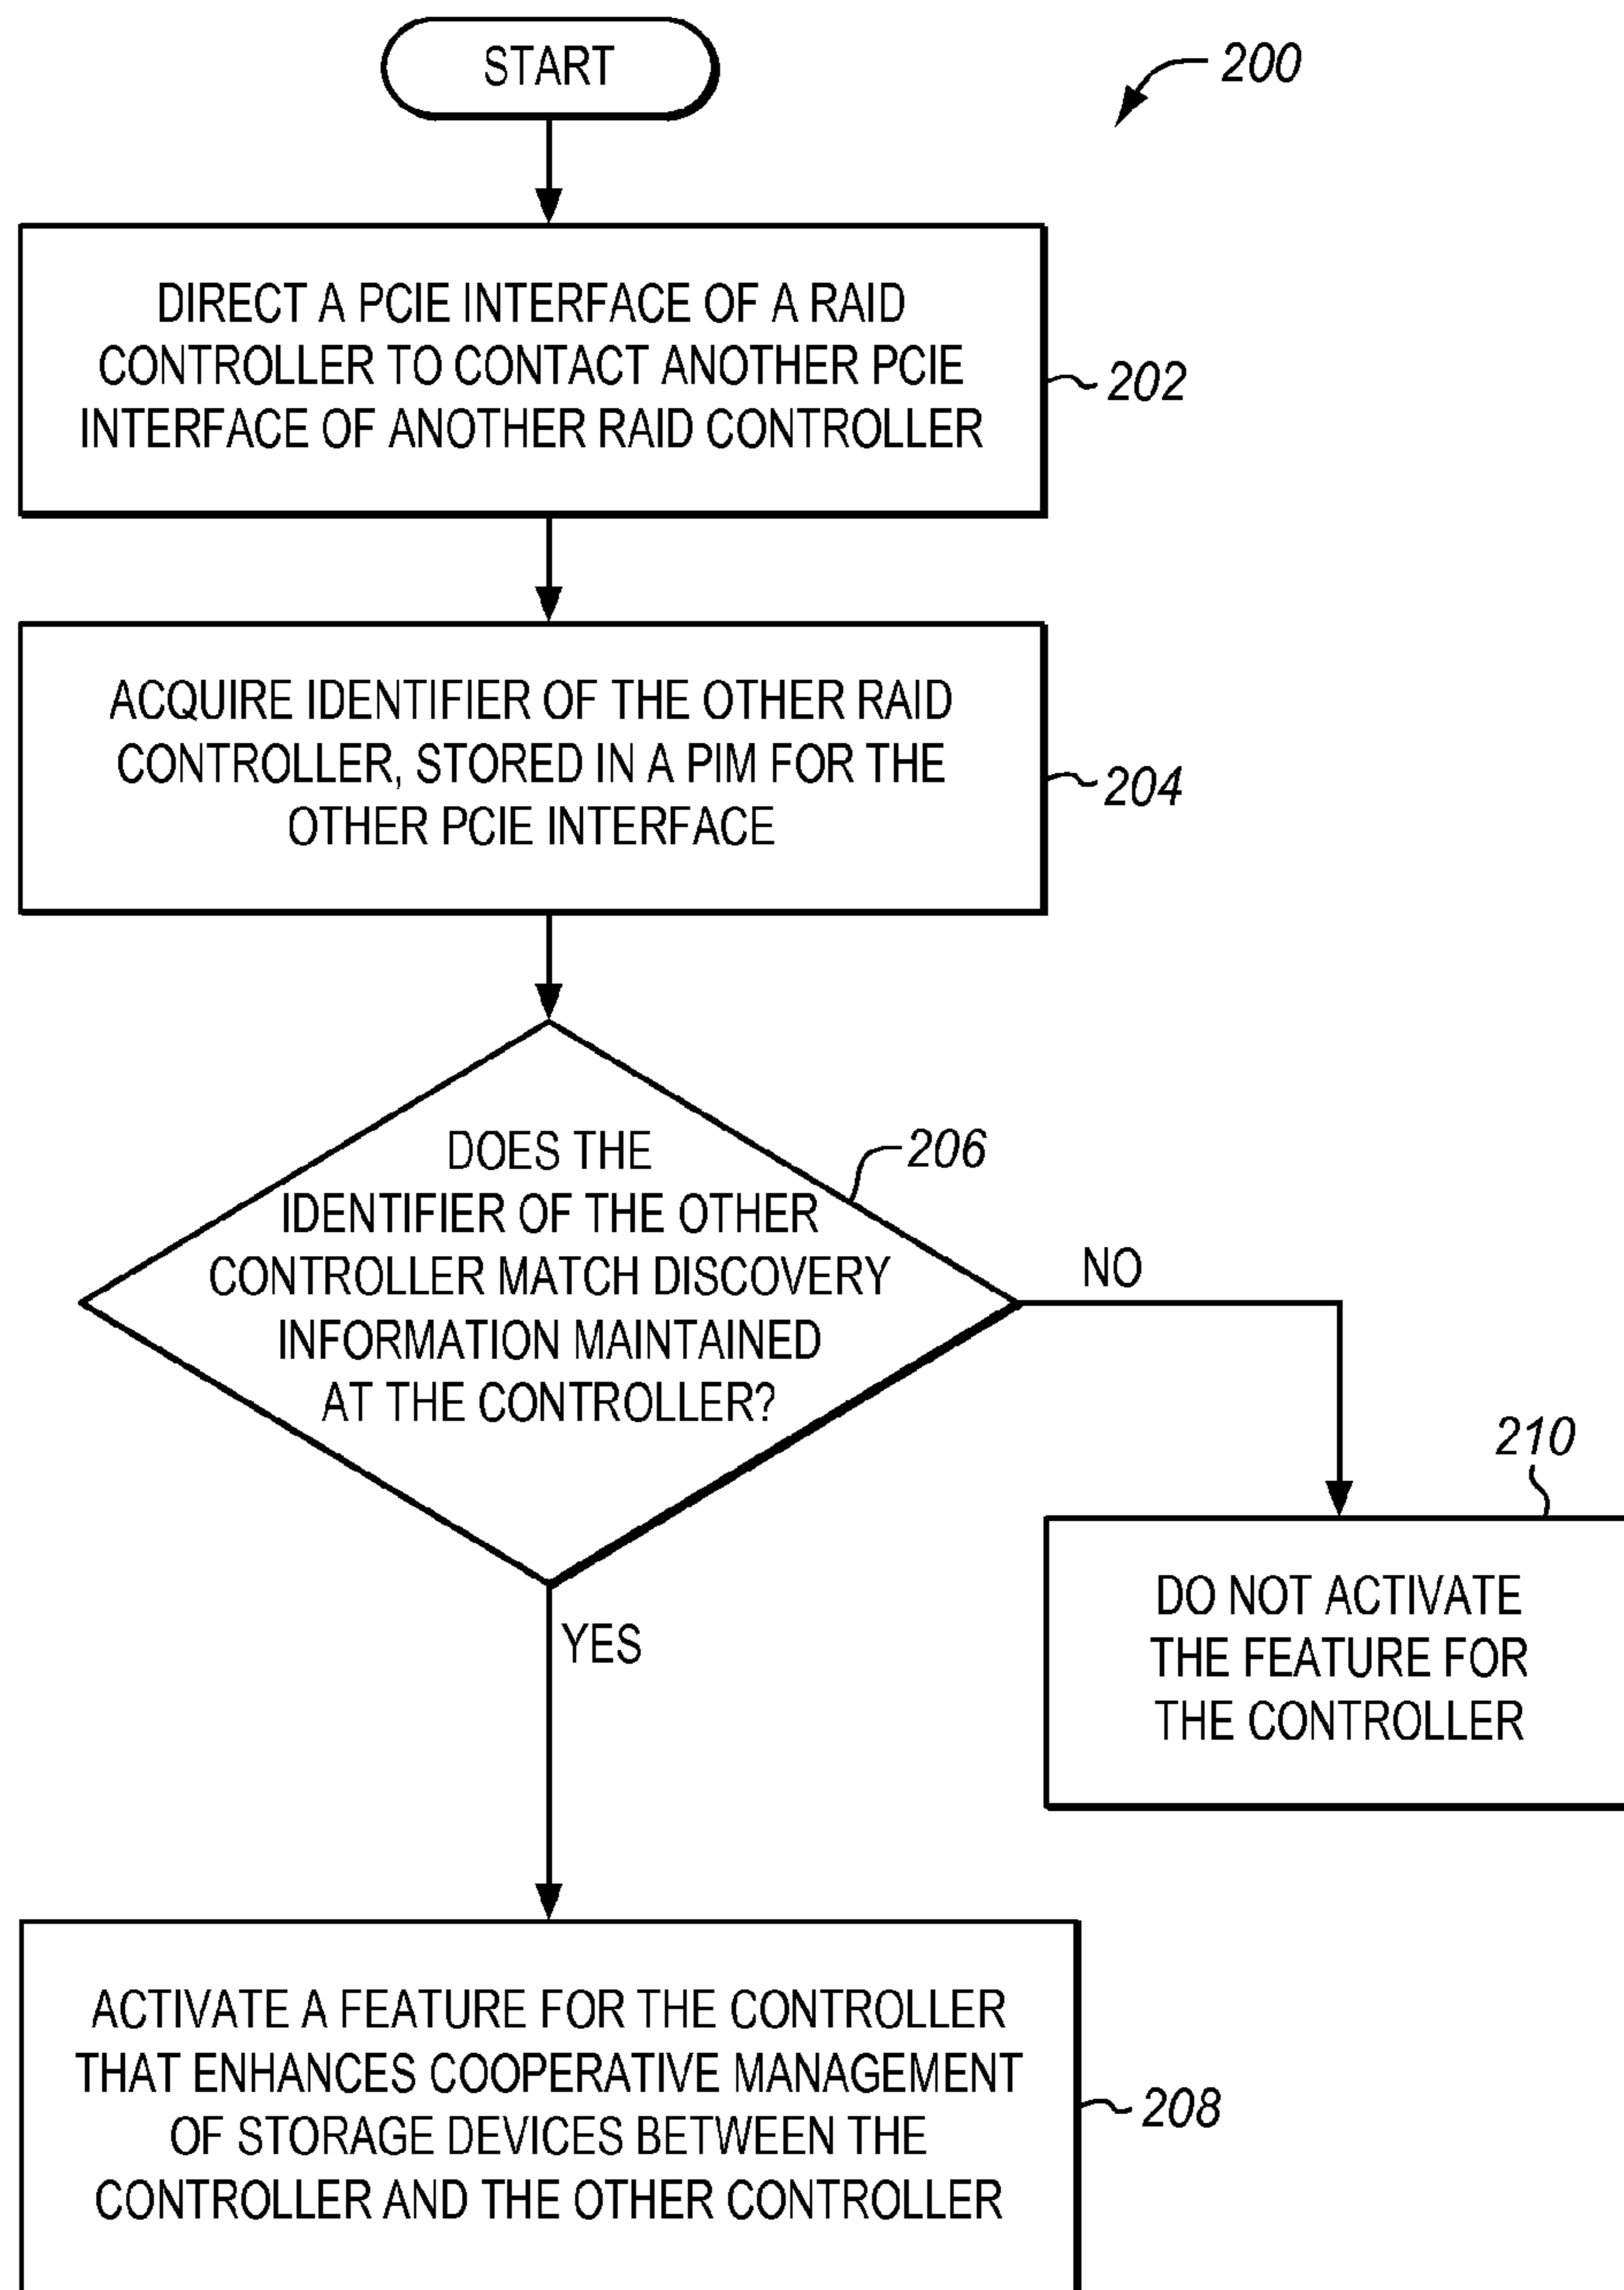 START
200
DIRECT A PCIE INTERFACE OF A RAID
CONTROLLER TO CONTACT ANOTHER PCIE
INTERFACE OF ANOTHER RAID CONTROLLER
202
ACQUIRE IDENTIFIER OF THE OTHER RAID
CONTROLLER, STORED IN A PIM FOR THE
OTHER PCIE INTERFACE
204
DOES THE
IDENTIFIER OF THE OTHER
CONTROLLER MATCH DISCOVERY
INFORMATION MAINTAINED
AT THE CONTROLLER?
206
NO
210
DO NOT ACTIVATE
THE FEATURE FOR
THE CONTROLLER
YES
ACTIVATE A FEATURE FOR THE CONTROLLER
THAT ENHANCES COOPERATIVE MANAGEMENT
OF STORAGE DEVICES BETWEEN THE
CONTROLLER AND THE OTHER CONTROLLER
208